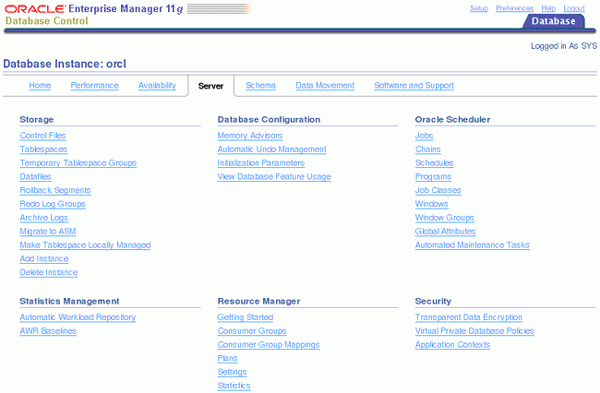 ORACLE Enterprise Manager 11g
Database Control
Setup Preferences Help Logout
Database
Logged in As SYS
Database Instance: orcl
Home Performance Availability Server Schema Data Movement Software and Support
Storage
Control Files
Tablespaces
Temporary Tablespace Groups
Datafiles
Rollback Segments
Redo Log Groups
Archive Logs
Migrate to ASM
Make Tablespace Locally Managed
Add Instance
Delete Instance
Database Configuration
Memory Advisors
Automatic Undo Management
Initialization Parameters
View Database Feature Usage
Oracle Scheduler
Jobs
Chains
Schedules
Programs
Job Classes
Windows
Window Groups
Global Attributes
Automated Maintenance Tasks
Statistics Management
Automatic Workload Repository
AWR Baselines
Resource Manager
Getting Started
Consumer Groups
Consumer Group Mappings
Plans
Settings
Statistics
Security
Transparent Data Encryption
Virtual Private Database Policies
Application Contexts